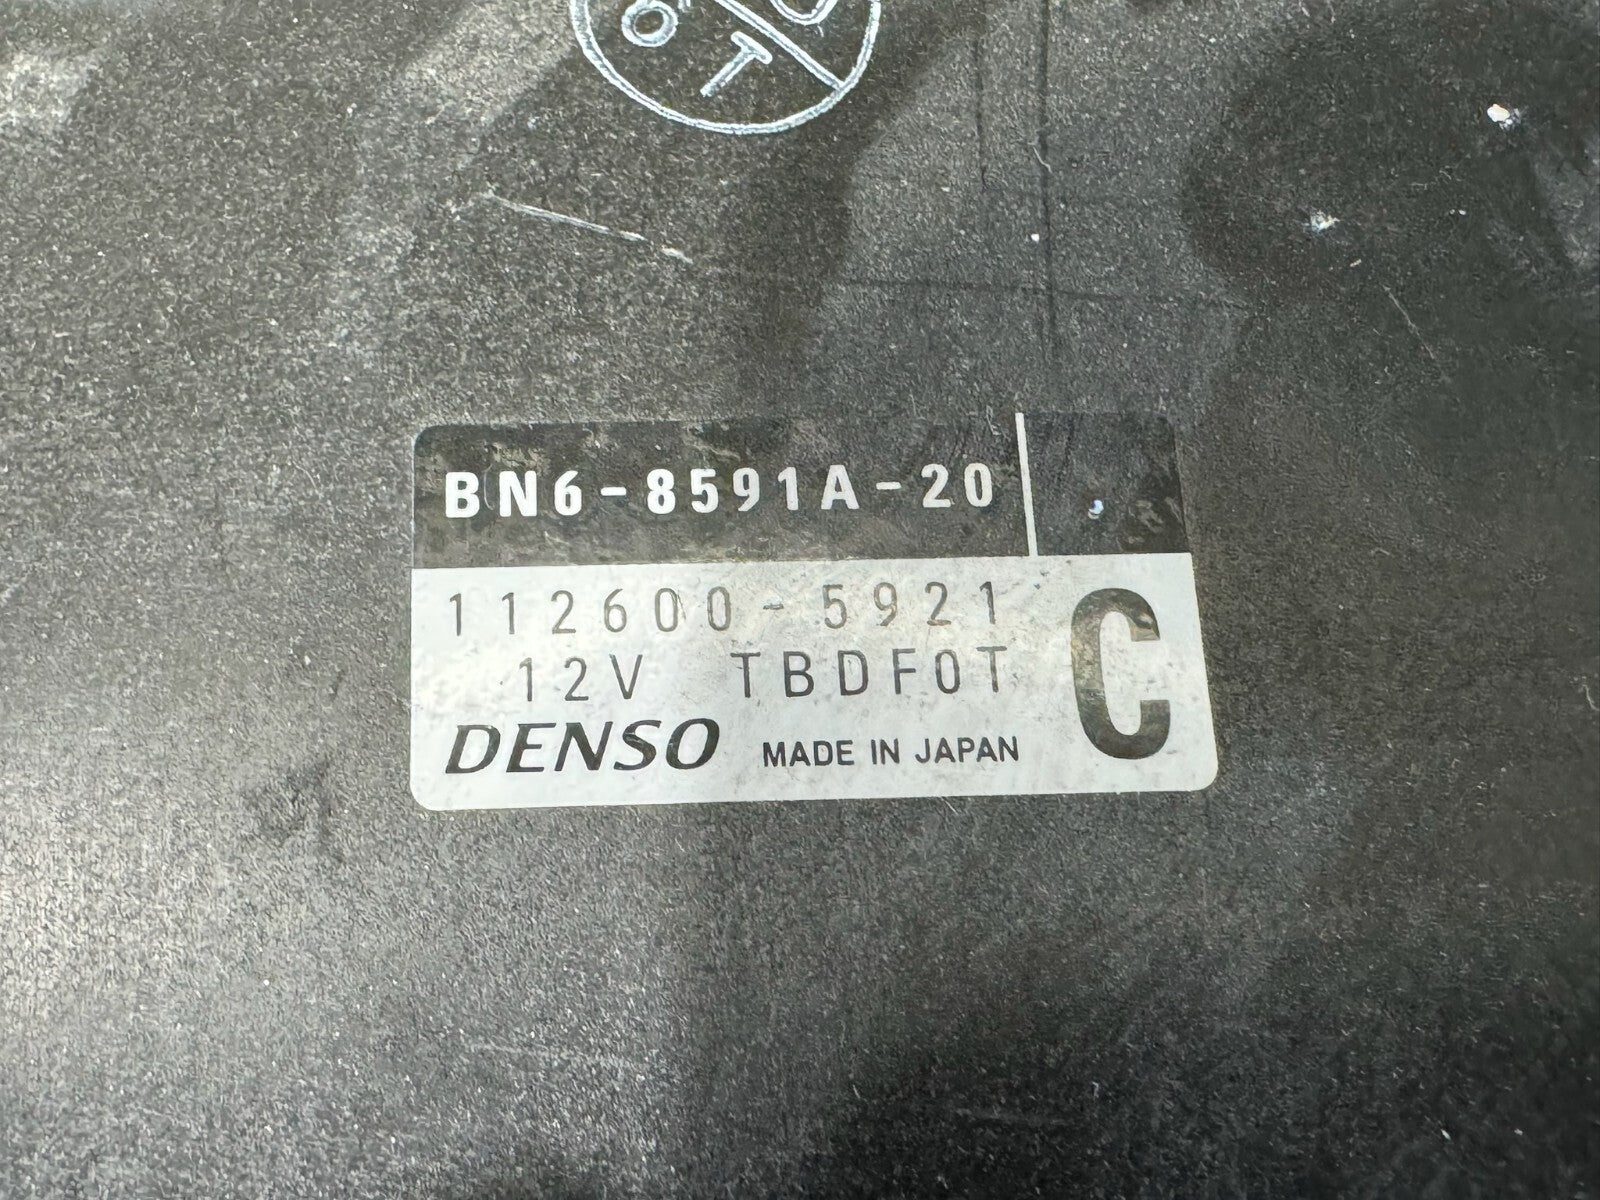 T
BN6-8591A-20
112600-5921
12V TBDF0T
C
DENSO MADE IN JAPAN